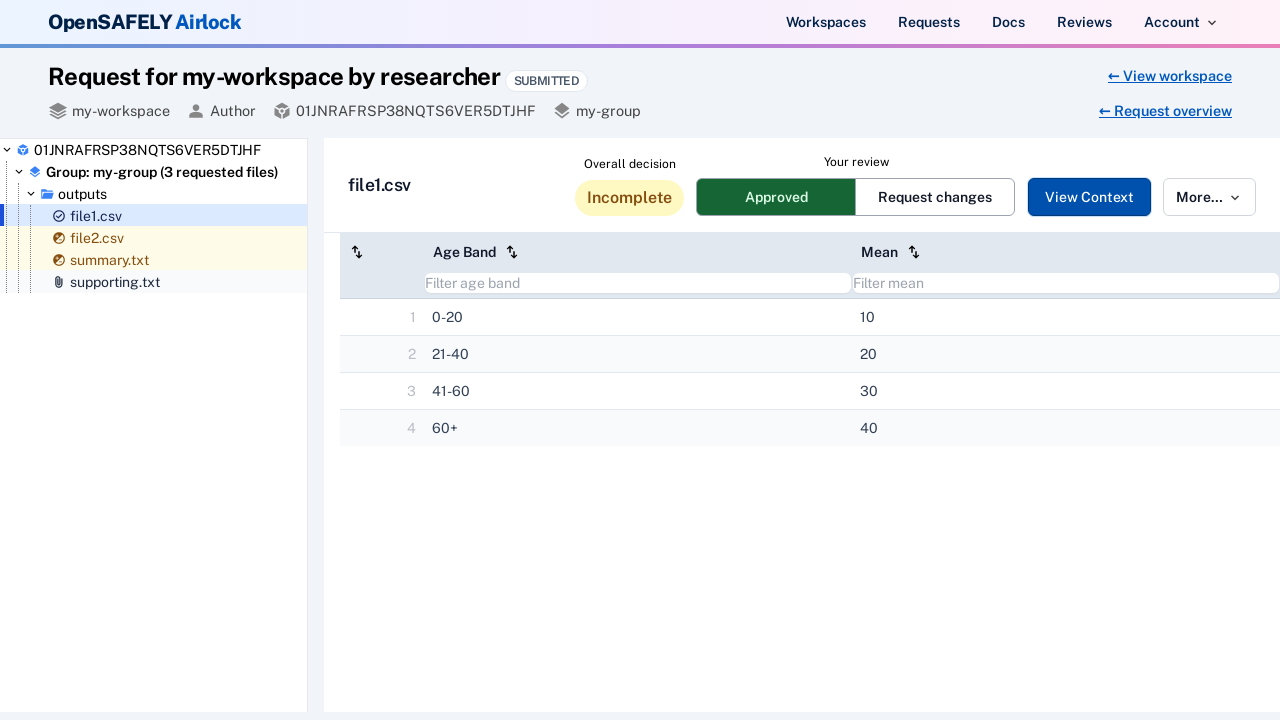 OpenSAFELY Airlock
Workspaces Requests Docs Reviews Account
Request for my-workspace by researcher SUBMITTED
← View workspace
my-workspace Author 01JNRAFRSP38NQTS6VER5DTJHF my-group
← Request overview
01JNRAFRSP38NQTS6VER5DTJHF
Group: my-group (3 requested files)
outputs
file1.csv
file2.csv
summary.txt
supporting.txt
file1.csv
Overall decision
Incomplete
Your review
Approved Request changes
View Context
More...
Age Band Mean
Filter age band Filter mean
1 0-20 10
2 21-40 20
3 41-60 30
4 60+ 40